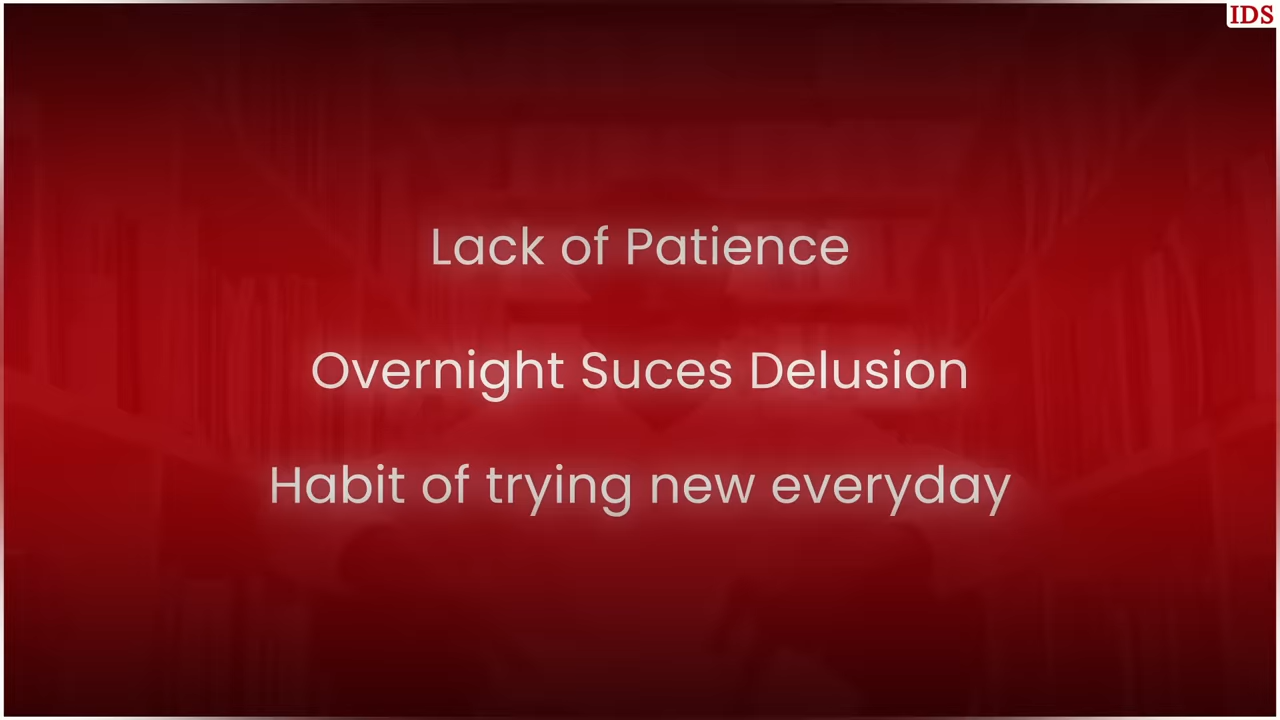 IDS
Lack of Patience
Overnight Suces Delusion
Habit of trying new everyday